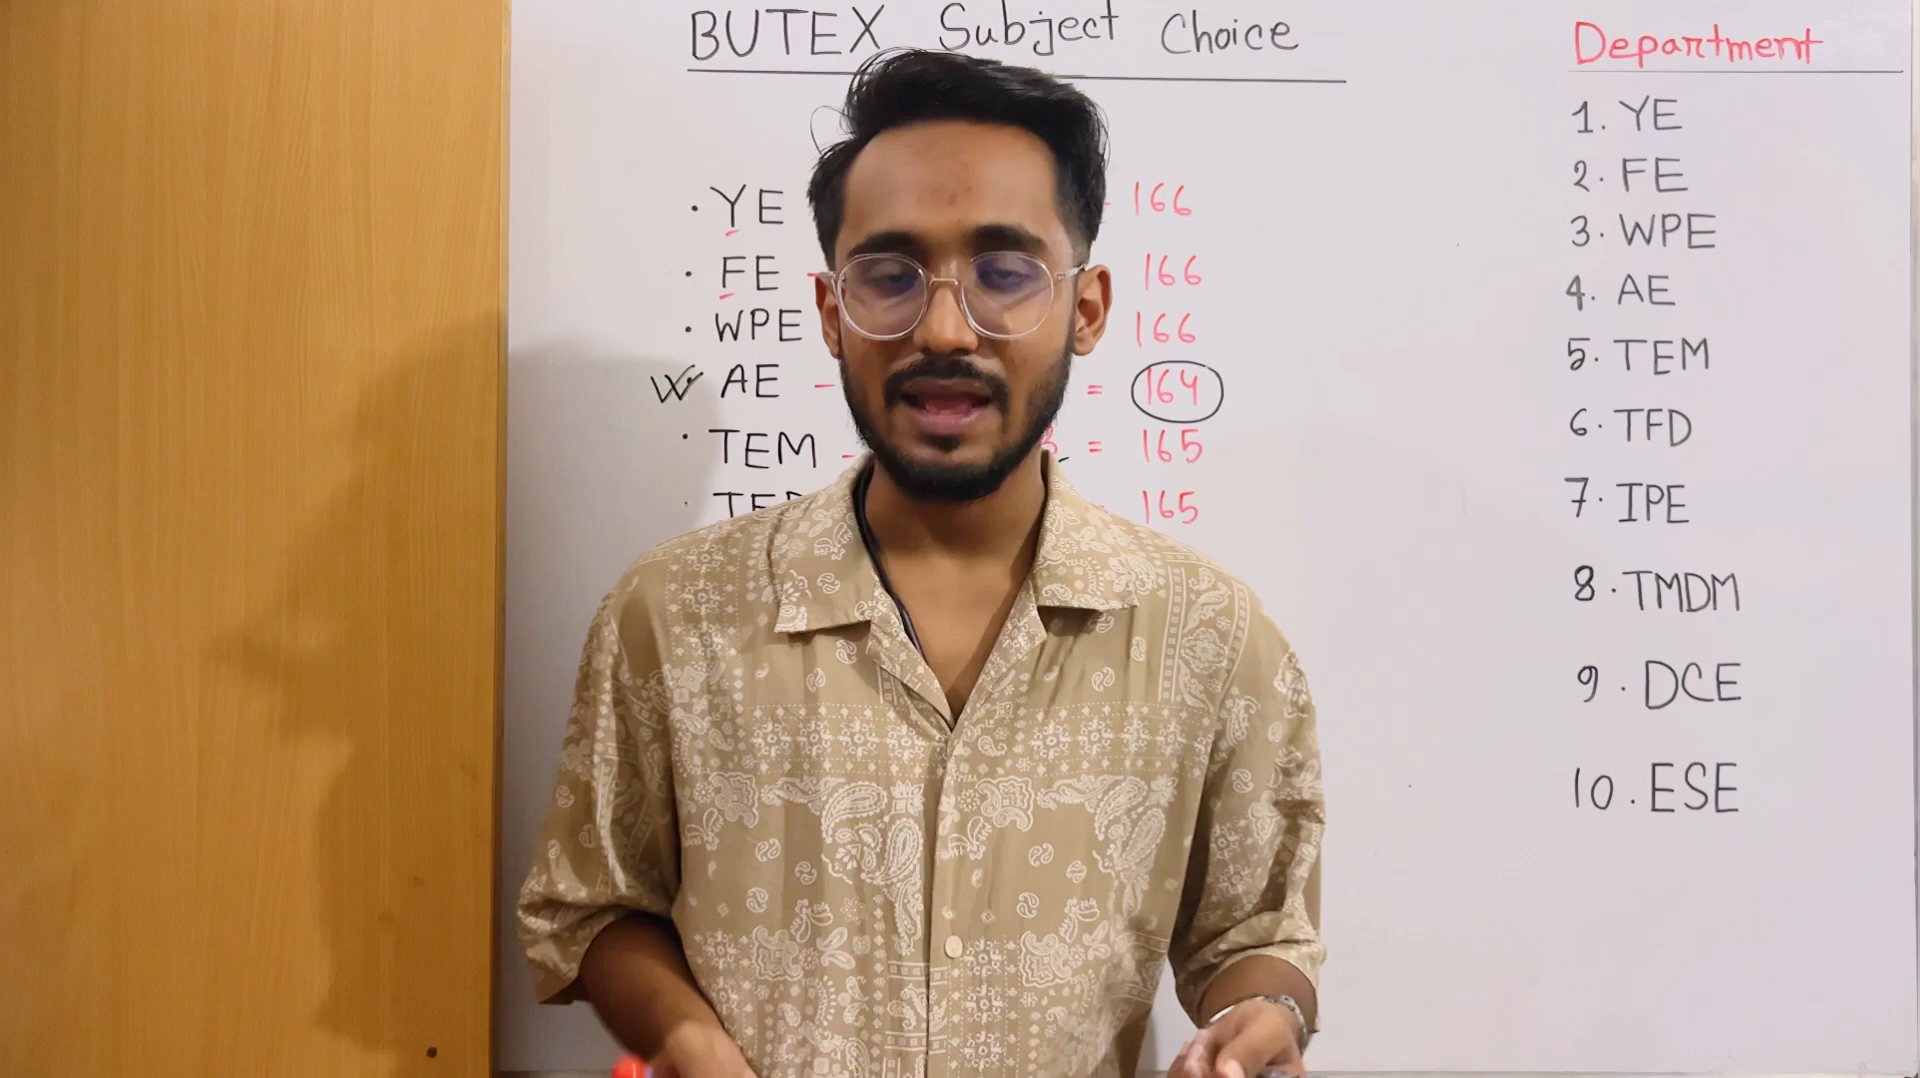 BUTEX Subject Choice
· YE 166
· FE - 166
· WPE 166
W AE - = 164
· TEM - = 165
· 165
Department
1. YE
2. FE
3. WPE
4. AE
5. TEM
6. TFD
7. IPE
8. TMDM
9. DCE
10. ESE